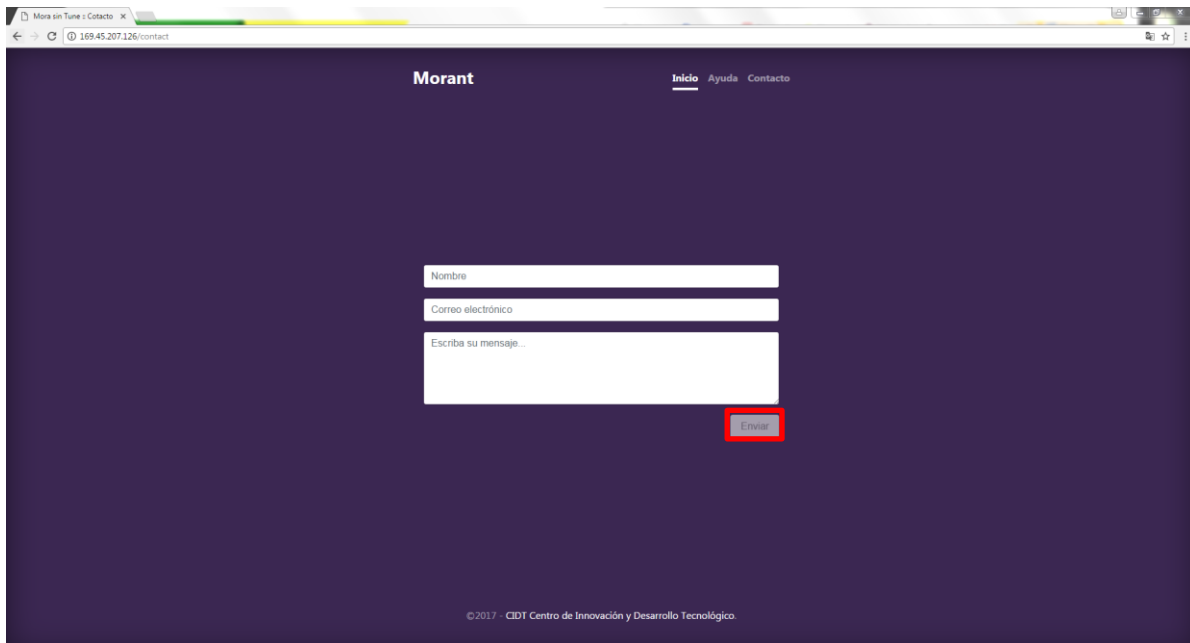 Mora sin Tune :: Cotacto
169.45.207.126/contact
Morant
Inicio Ayuda Contacto
Nombre
Correo electrónico
Escriba su mensaje...
Enviar
©2017 - CIDT Centro de Innovación y Desarrollo Tecnológico.